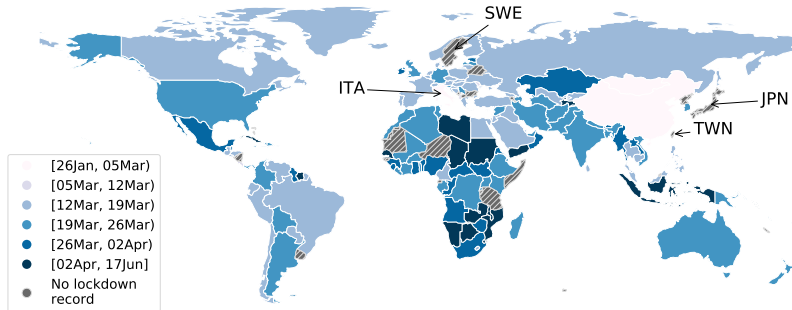 SWE
ITA
JPN
TWN
[26Jan, 05Mar)
[05Mar, 12Mar)
[12Mar, 19Mar)
[19Mar, 26Mar)
[26Mar, 02Apr)
[02Apr, 17Jun]
No lockdown
record